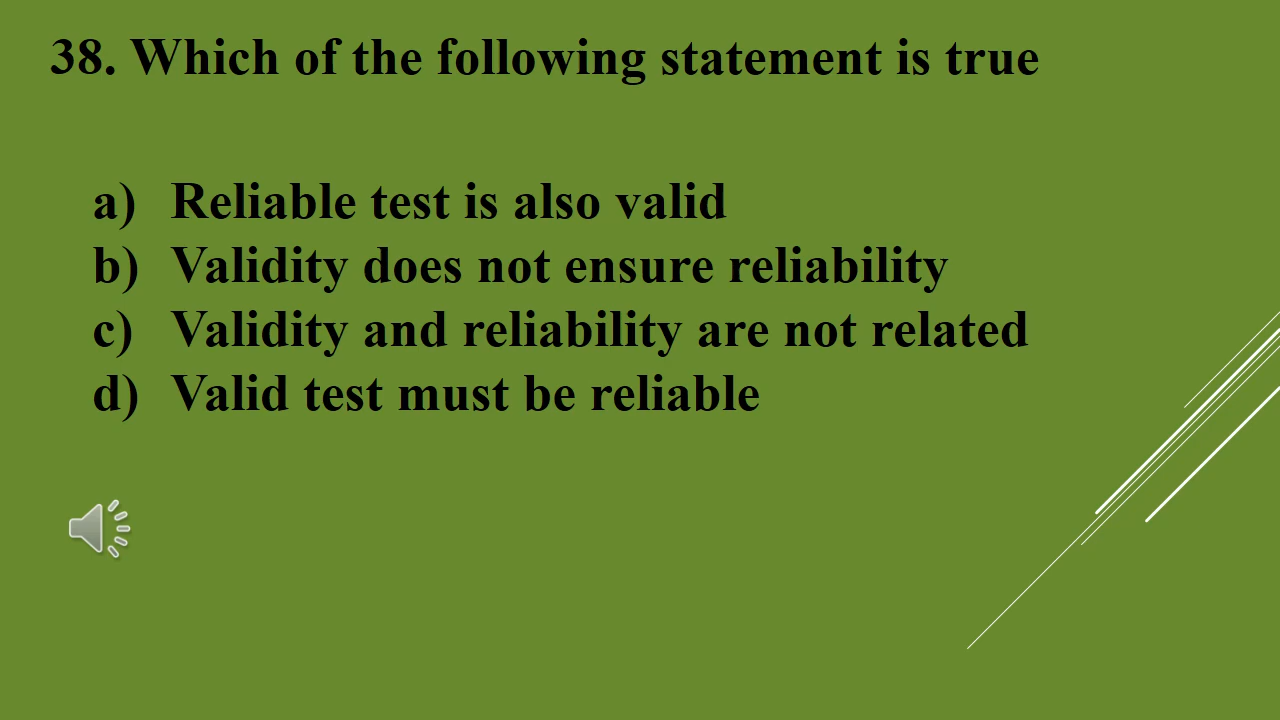 38. Which of the following statement is true
a) Reliable test is also valid
b) Validity does not ensure reliability
c) Validity and reliability are not related
d) Valid test must be reliable